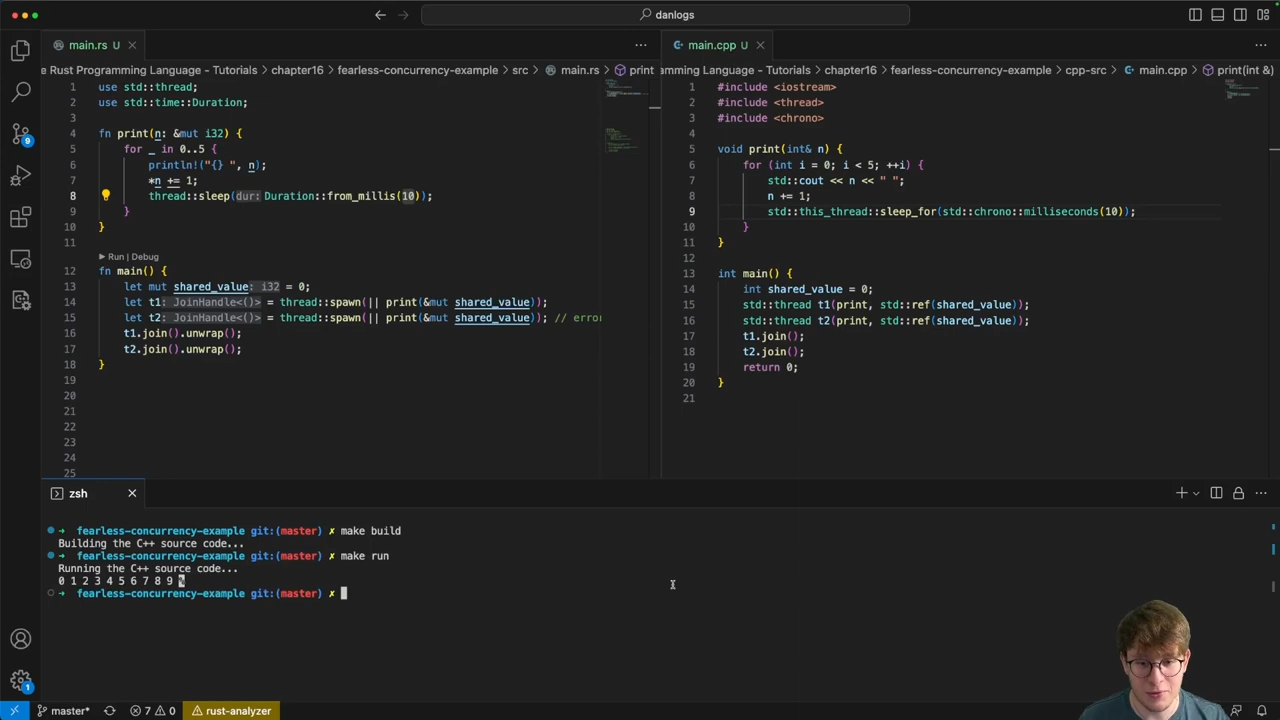 danlogs
main.rs U
e Rust Programming Language - Tutorials > chapter16 > fearless-concurrency-example > src > main.rs > print
1 use std::thread;
2 use std::time::Duration;
3
4 fn print(n: &mut i32) {
5 for _ in 0..5 {
6 println!("{} ", n);
7 *n += 1;
8 thread::sleep(dur: Duration::from_millis(10));
9 }
10 }
11
▶ Run | Debug
12 fn main() {
13 let mut shared_value: i32 = 0;
14 let t1: JoinHandle<()> = thread::spawn(|| print(&mut shared_value));
15 let t2: JoinHandle<()> = thread::spawn(|| print(&mut shared_value)); // error
16 t1.join().unwrap();
17 t2.join().unwrap();
18 }
19
20
21
22
23
24
25
main.cpp U
amming Language - Tutorials > chapter16 > fearless-concurrency-example > cpp-src > main.cpp > print(int &)
1 #include <iostream>
2 #include <thread>
3 #include <chrono>
4
5 void print(int& n) {
6 for (int i = 0; i < 5; ++i) {
7 std::cout << n << " ";
8 n += 1;
9 std::this_thread::sleep_for(std::chrono::milliseconds(10));
10 }
11 }
12
13 int main() {
14 int shared_value = 0;
15 std::thread t1(print, std::ref(shared_value));
16 std::thread t2(print, std::ref(shared_value));
17 t1.join();
18 t2.join();
19 return 0;
20 }
21
zsh
→ fearless-concurrency-example git:(master) ✗ make build
Building the C++ source code...
→ fearless-concurrency-example git:(master) ✗ make run
Running the C++ source code...
0 1 2 3 4 5 6 7 8 9 %
→ fearless-concurrency-example git:(master) ✗
master* 7 0 rust-analyzer